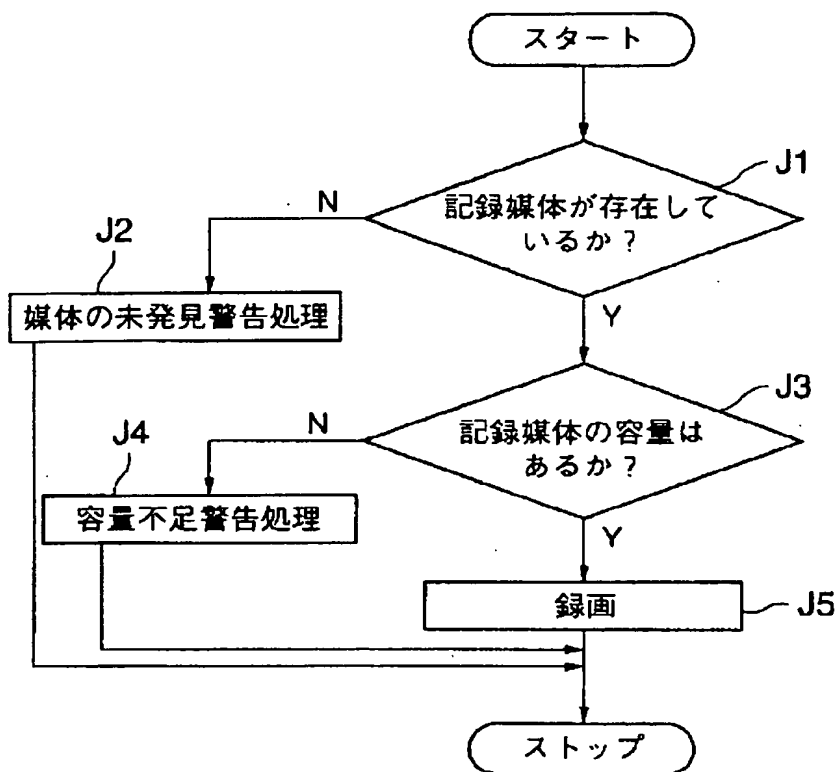 スタート
J1
記録媒体が存在して
いるか？
N
Y
J2
媒体の未発見警告処理
J3
記録媒体の容量は
あるか？
N
Y
J4
容量不足警告処理
録画
J5
ストップ